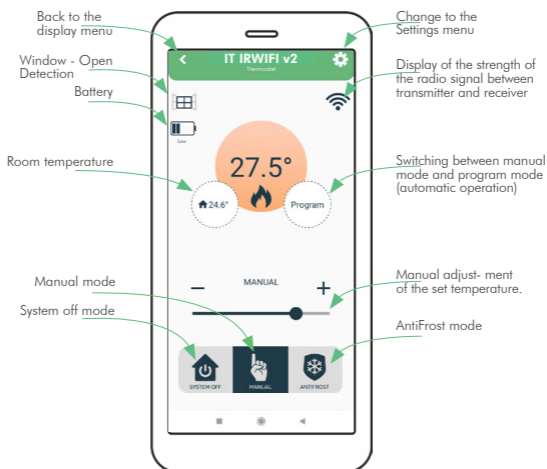 Back to the
display menu
Change to the
Settings menu
IT IRWIFI v2
Thermostat
Window - Open
Detection
Display of the strength of
the radio signal between
transmitter and receiver
Battery
Low
27.5°
Room temperature
24.6°
Program
Switching between manual
mode and program mode
(automatic operation)
Manual mode
MANUAL
Manual adjust- ment
of the set temperature.
System off mode
AntiFrost mode
SYSTEM OFF
MANUAL
ANTIFROST